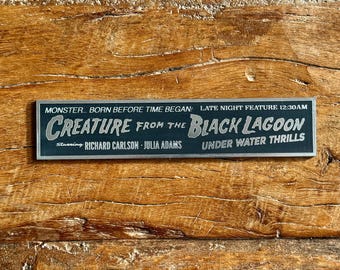 MONSTER.. BORN BEFORE TIME BEGAN! LATE NIGHT FEATURE 12:30AM
CREATURE FROM THE BLACK LAGOON
Starring RICHARD CARLSON · JULIA ADAMS UNDER WATER THRILLS